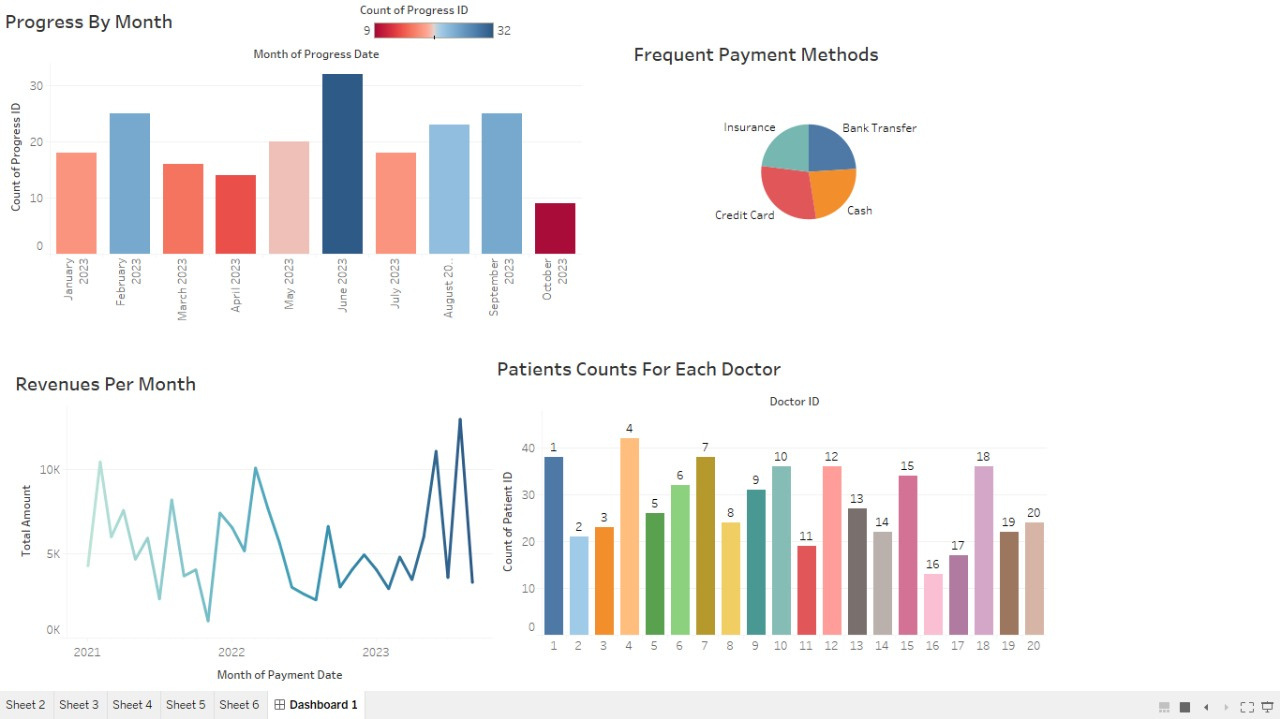 Progress By Month
Count of Progress ID
9 32
Month of Progress Date
Count of Progress ID
30
20
10
0
January 2023
February 2023
March 2023
April 2023
May 2023
June 2023
July 2023
August 20..
September 2023
October 2023
Frequent Payment Methods
Insurance
Bank Transfer
Credit Card
Cash
Revenues Per Month
Total Amount
10K
5K
0K
2021 2022 2023
Month of Payment Date
Patients Counts For Each Doctor
Doctor ID
Count of Patient ID
40
30
20
10
0
1 2 3 4 5 6 7 8 9 10 11 12 13 14 15 16 17 18 19 20
1 2 3 4 5 6 7 8 9 10 11 12 13 14 15 16 17 18 19 20
Sheet 2 Sheet 3 Sheet 4 Sheet 5 Sheet 6 Dashboard 1